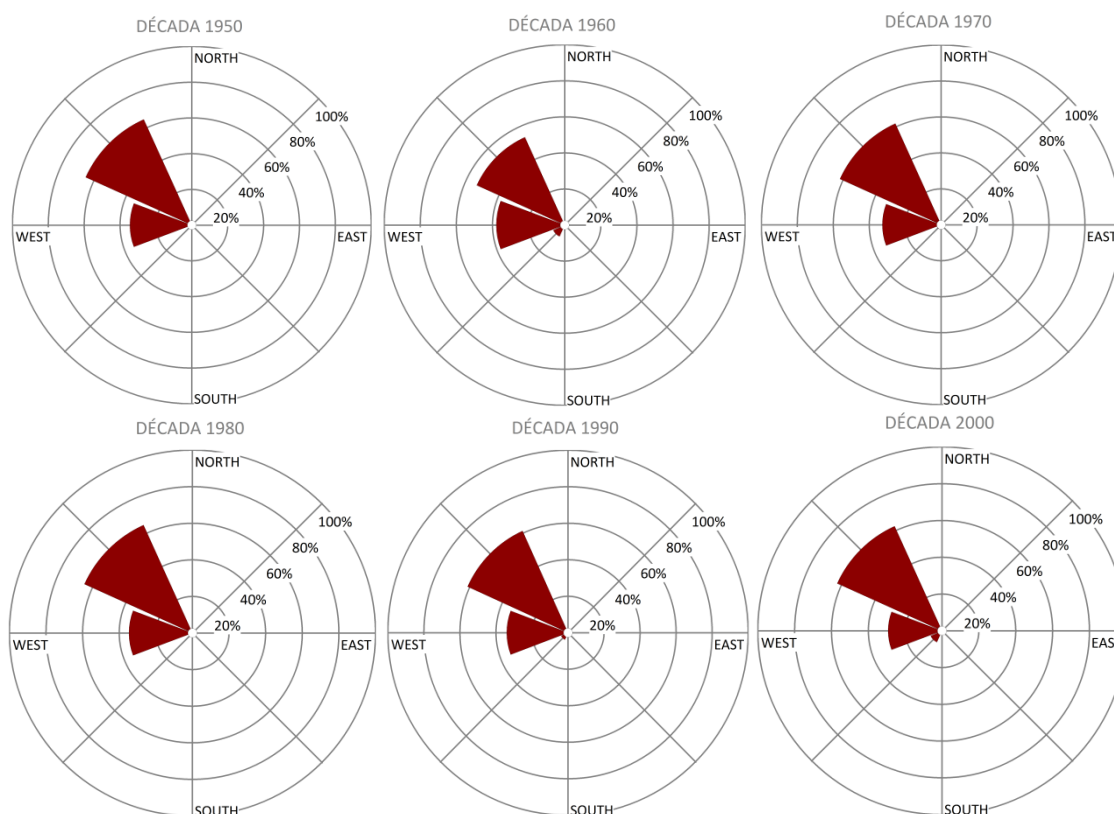 DÉCADA 1950
NORTH
100%
80%
60%
40%
20%
WEST
EAST
SOUTH
DÉCADA 1960
NORTH
100%
80%
60%
40%
20%
WEST
EAST
SOUTH
DÉCADA 1970
NORTH
100%
80%
60%
40%
20%
WEST
EAST
SOUTH
DÉCADA 1980
NORTH
100%
80%
60%
40%
20%
WEST
EAST
SOUTH
DÉCADA 1990
NORTH
100%
80%
60%
40%
20%
WEST
EAST
SOUTH
DÉCADA 2000
NORTH
100%
80%
60%
40%
20%
WEST
EAST
SOUTH